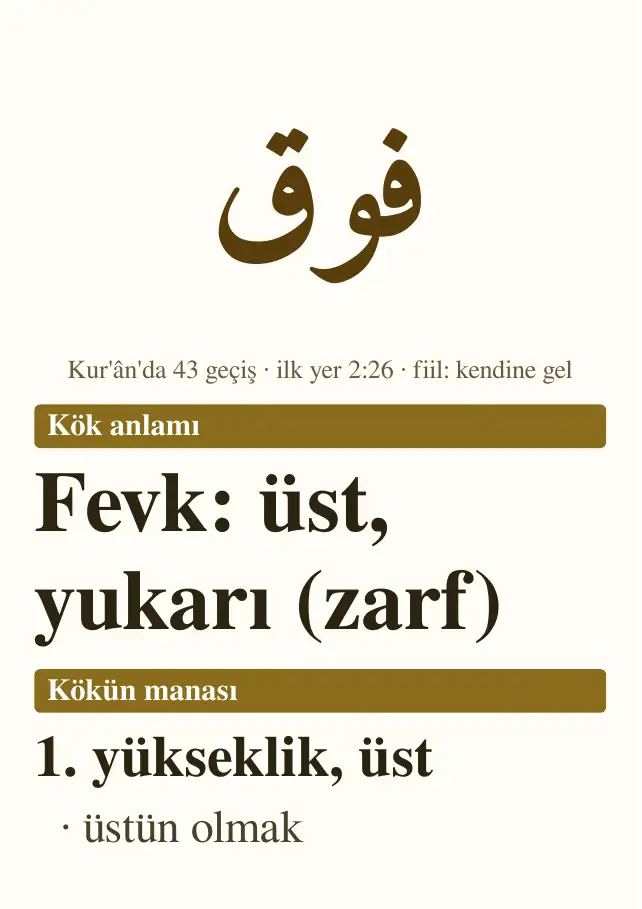 فوق
Kur'ân'da 43 geçiş · ilk yer 2:26 · fiil: kendine gel
Kök anlamı
Fevk: üst,
yukarı (zarf)
Kökün manası
1. yükseklik, üst
· üstün olmak